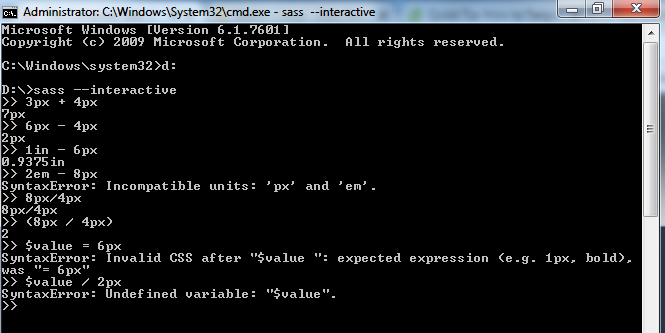 Administrator: C:\Windows\System32\cmd.exe - sass  --interactive
Microsoft Windows [Version 6.1.7601]
Copyright (c) 2009 Microsoft Corporation.  All rights reserved.
C:\Windows\system32>d:
D:\>sass --interactive
>> 3px + 4px
7px
>> 6px - 4px
2px
>> 1in - 6px
0.9375in
>> 2em - 8px
SyntaxError: Incompatible units: 'px' and 'em'.
>> 8px/4px
8px/4px
>> (8px / 4px)
2
>> $value = 6px
SyntaxError: Invalid CSS after "$value ": expected expression (e.g. 1px, bold),
was "= 6px"
>> $value / 2px
SyntaxError: Undefined variable: "$value".
>>